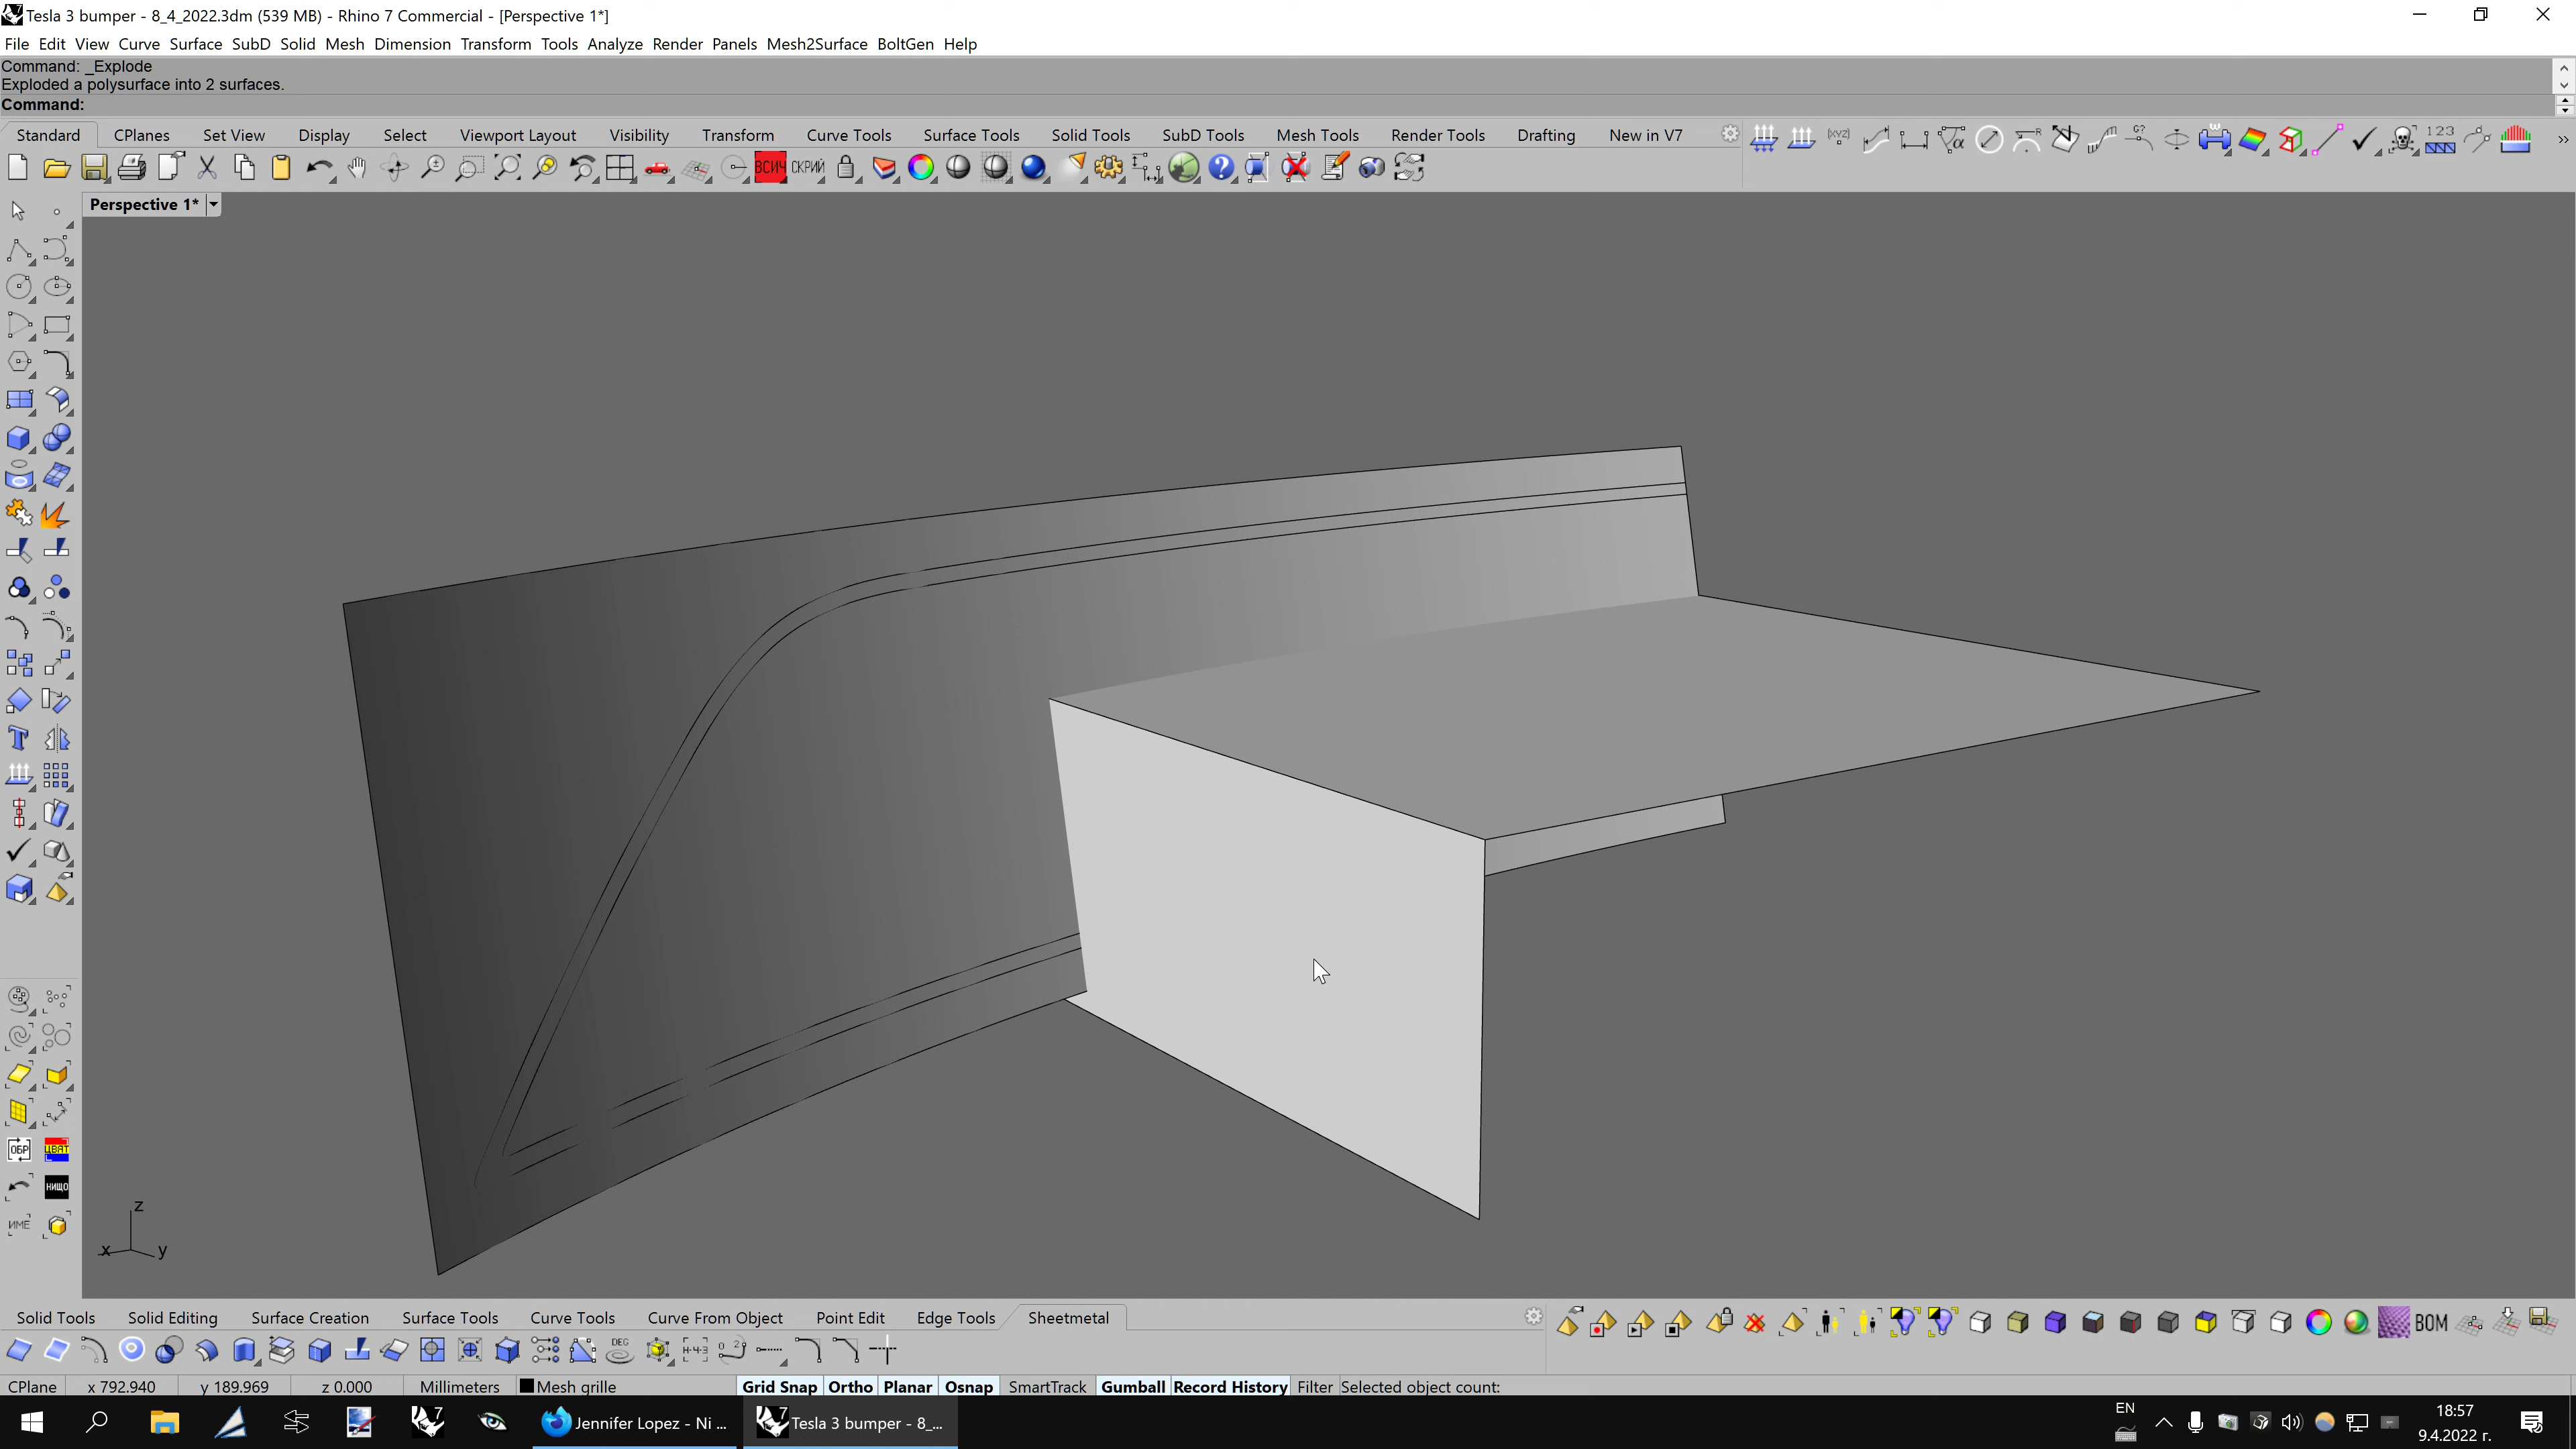 Tesla 3 bumper - 8_4_2022.3dm (539 MB) - Rhino 7 Commercial - [Perspective 1*]
File Edit View Curve Surface SubD Solid Mesh Dimension Transform Tools Analyze Render Panels Mesh2Surface BoltGen Help
Command: _Explode
Exploded a polysurface into 2 surfaces.
Command:
Standard CPlanes Set View Display Select Viewport Layout Visibility Transform Curve Tools Surface Tools Solid Tools SubD Tools Mesh Tools Render Tools Drafting New in V7
ВСИЧ СКРИЙ
Perspective 1*
ОБР ЦВЯТ
НИЩО
ИМЕ
z
x y
Solid Tools Solid Editing Surface Creation Surface Tools Curve Tools Curve From Object Point Edit Edge Tools Sheetmetal
BOM
DEG
CPlane x 792.940 y 189.969 z 0.000 Millimeters Mesh grille Grid Snap Ortho Planar Osnap SmartTrack Gumball Record History Filter Selected object count:
Jennifer Lopez - Ni ... Tesla 3 bumper - 8_...
EN
18:57
9.4.2022 г.